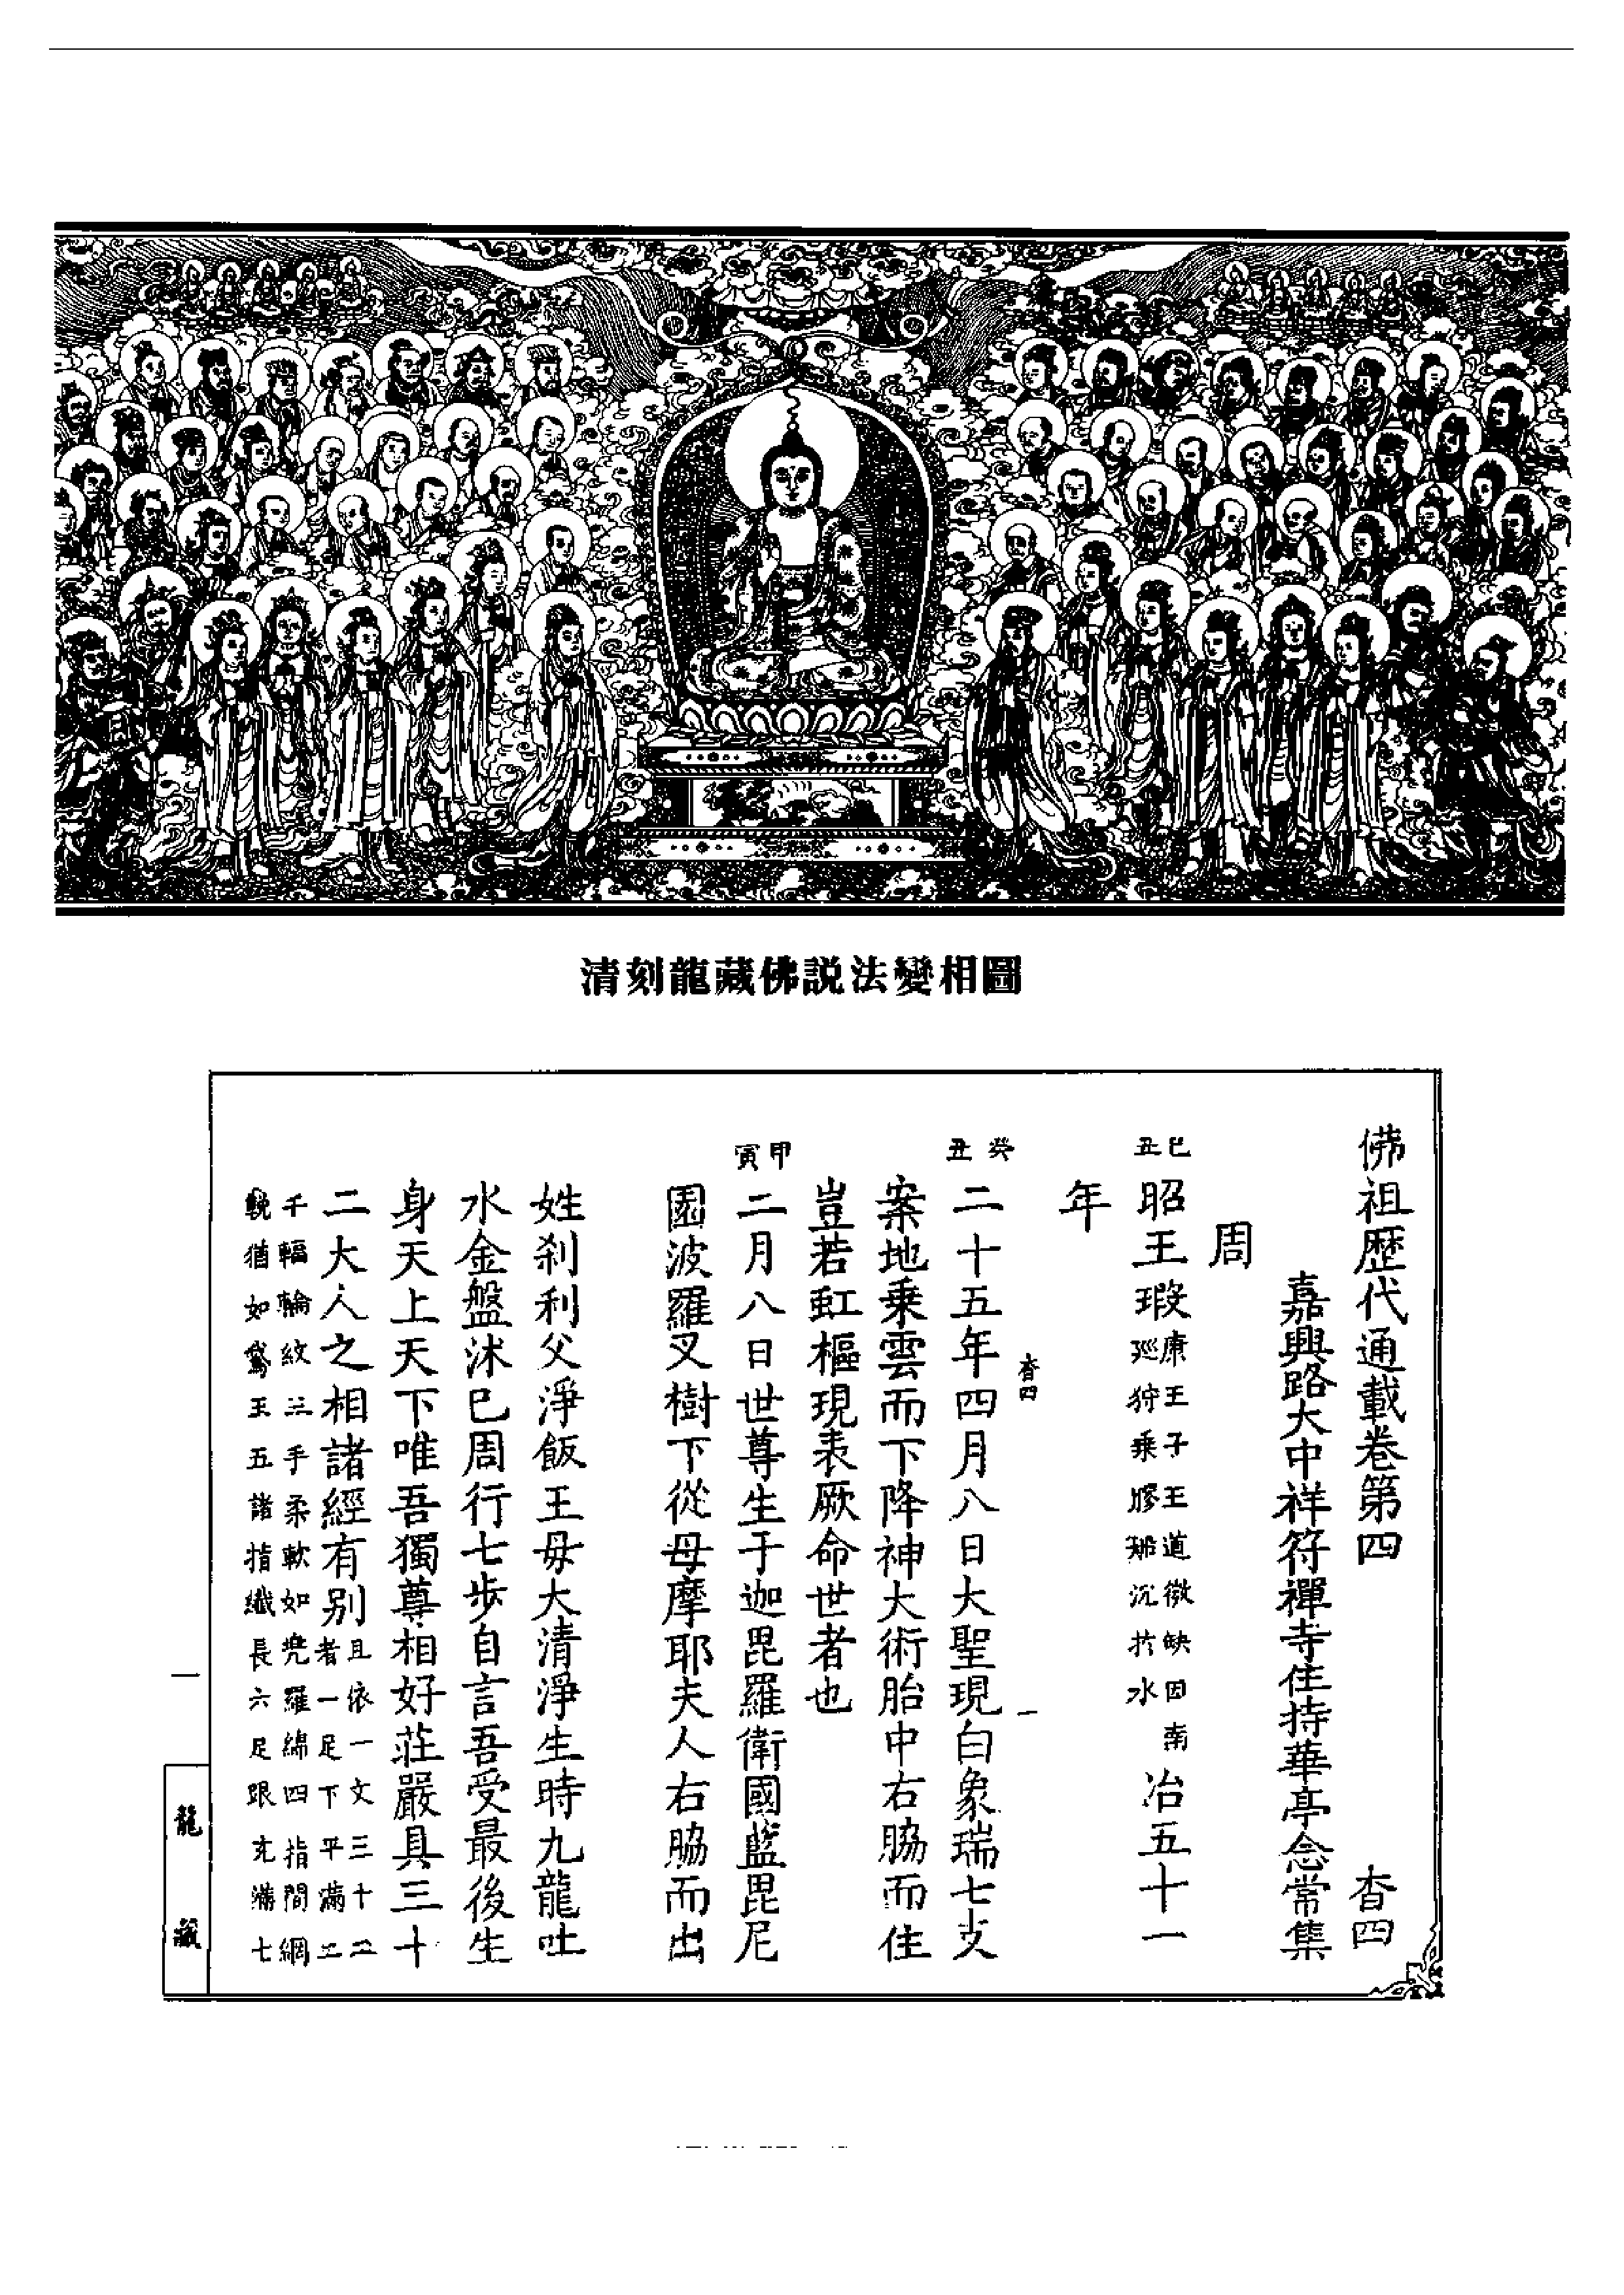 清刻龍藏佛説法變相圖
佛祖歷代通載卷第四　杳四
嘉興路大中祥符禪寺住持華亭念常集
周
己丑
昭王瑕康王子王道微缺因南巡狩乗膠船沉於水治五十一
年
杳四　一
癸丑
二十五年四月八日大聖現白象瑞七支
案地乗雲而下降神大術胎中右脇而住
豈若虹樞現表厥命世者也
甲寅
二月八日世尊生于迦毘羅衛國藍毘尼
園波羅叉樹下從母摩耶夫人右脇而出
姓刹利父淨飯王毋大清淨生時九龍吐
水金盤沐巳周行七步自言吾受最後生
身天上天下唯吾獨尊相好莊嚴具三十
二大人之相諸經有别且依一文三十二者一足下平滿二
千輻輪紋三手柔軟如兜羅綿四指間網
鞔猶如鵞王五諸指纖長六足跟充滿七
一
龍藏